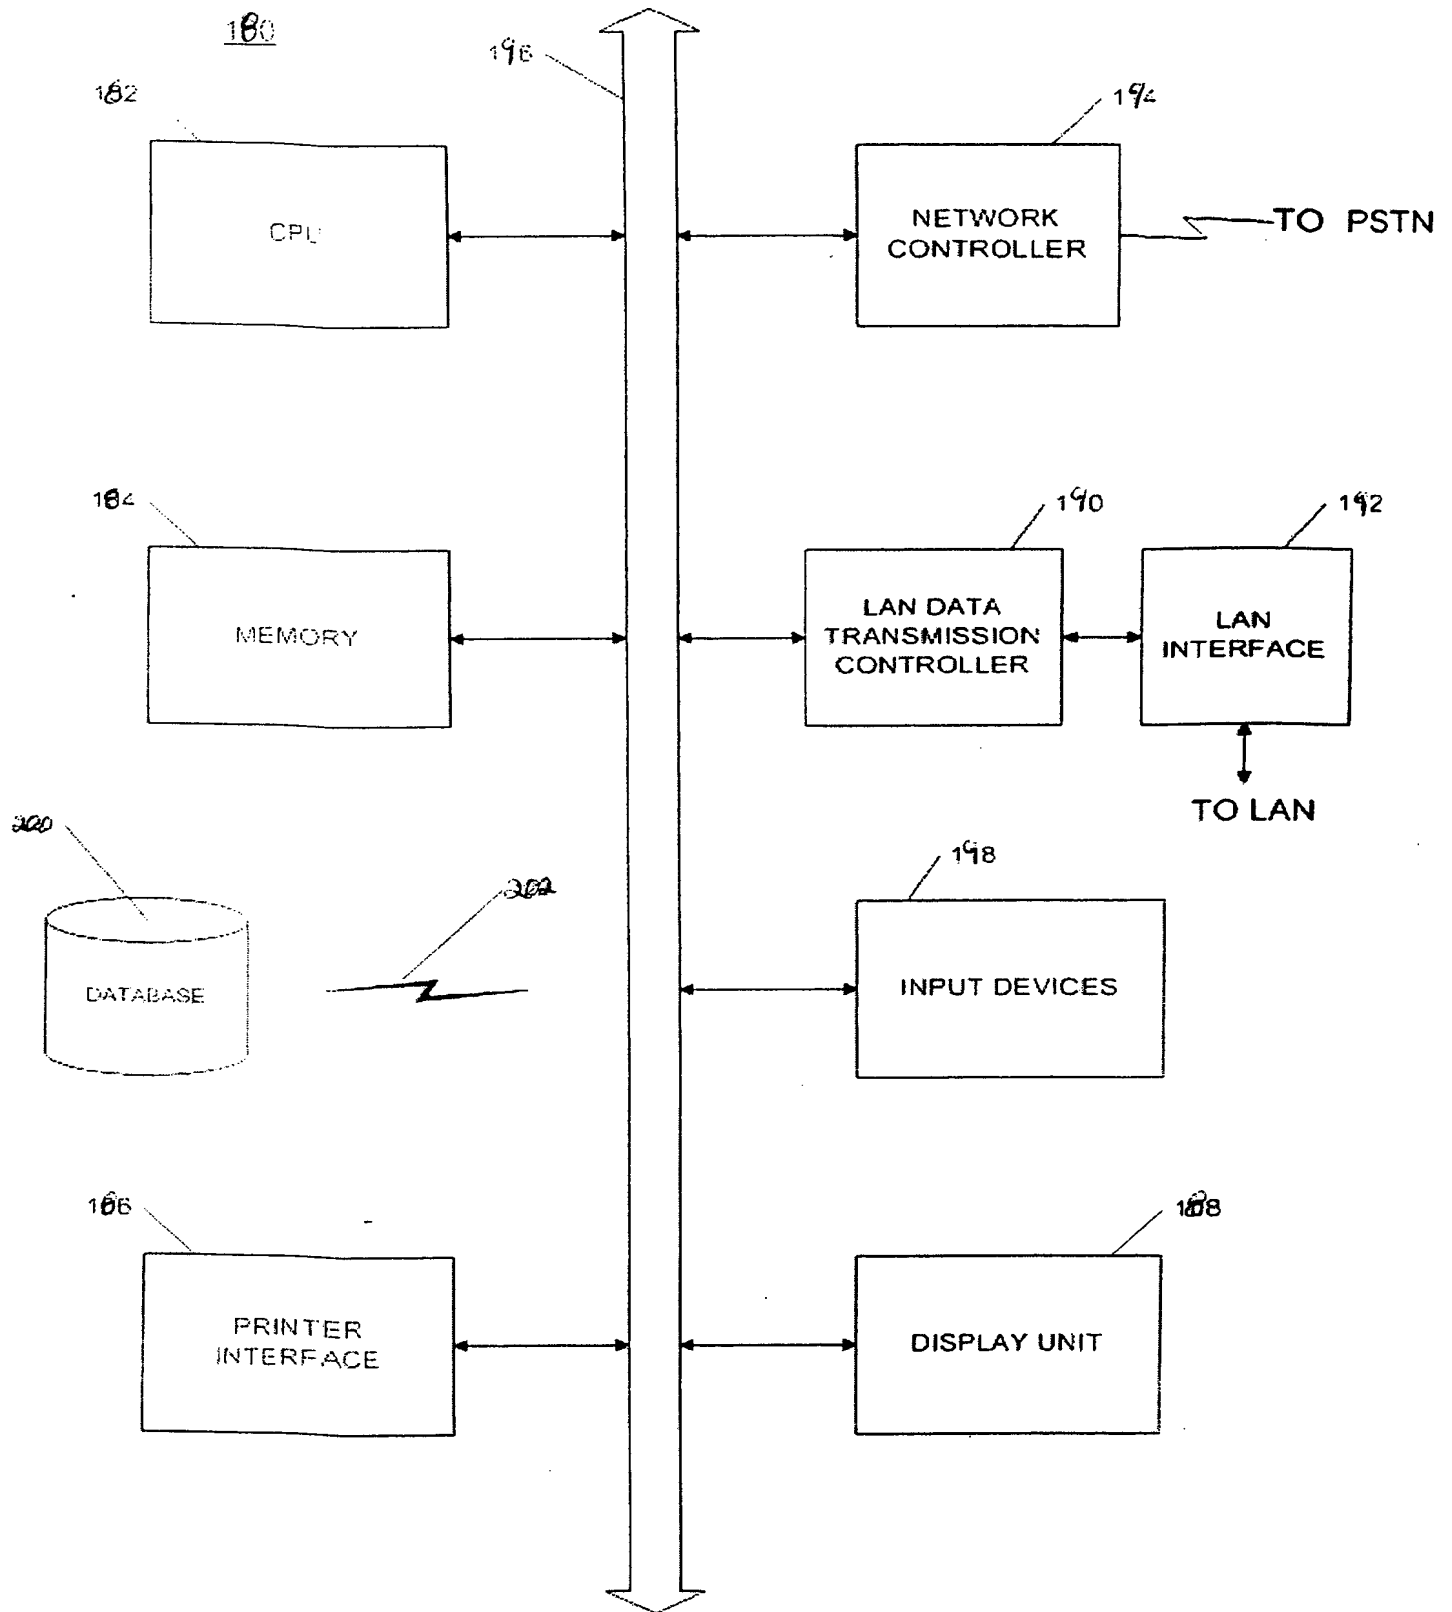 180
196
182
194
CPU
NETWORK
CONTROLLER
TO PSTN
184
190
192
MEMORY
LAN DATA
TRANSMISSION
CONTROLLER
LAN
INTERFACE
TO LAN
200
202
198
DATABASE
INPUT DEVICES
186
188
PRINTER
INTERFACE
DISPLAY UNIT